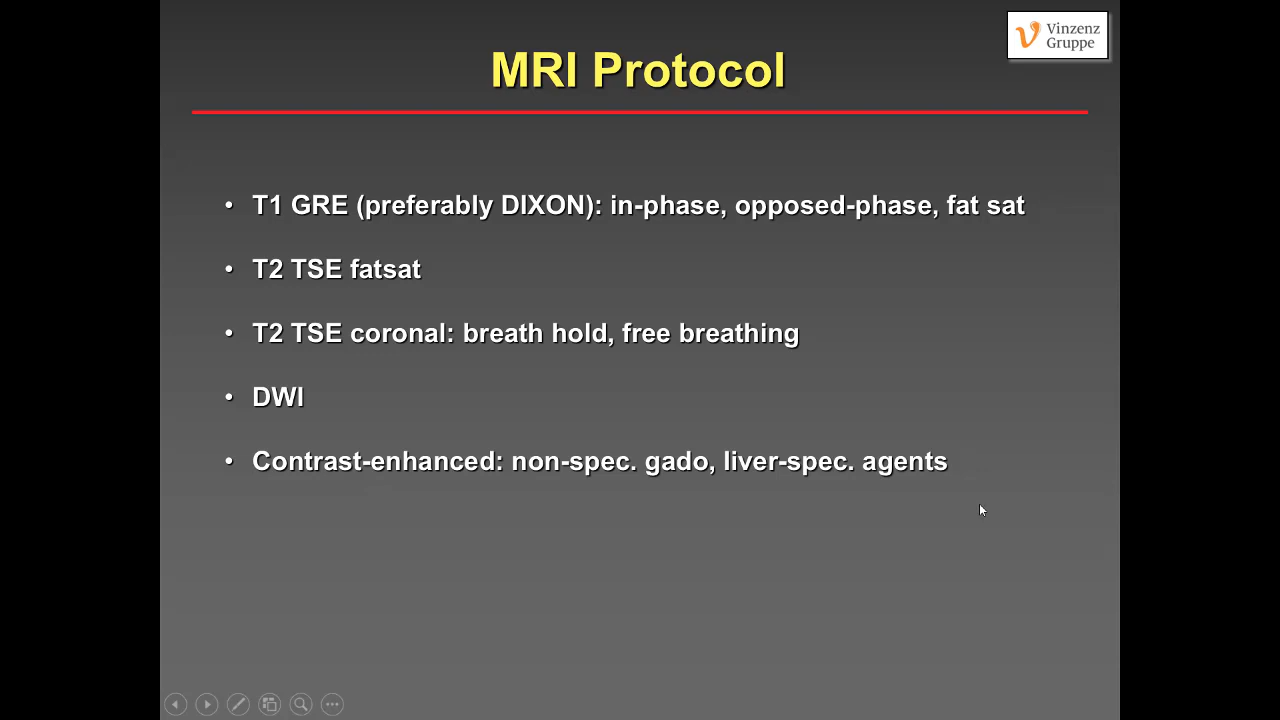 Vinzenz
Gruppe
MRI Protocol
• T1 GRE (preferably DIXON): in-phase, opposed-phase, fat sat
• T2 TSE fatsat
• T2 TSE coronal: breath hold, free breathing
• DWI
• Contrast-enhanced: non-spec. gado, liver-spec. agents